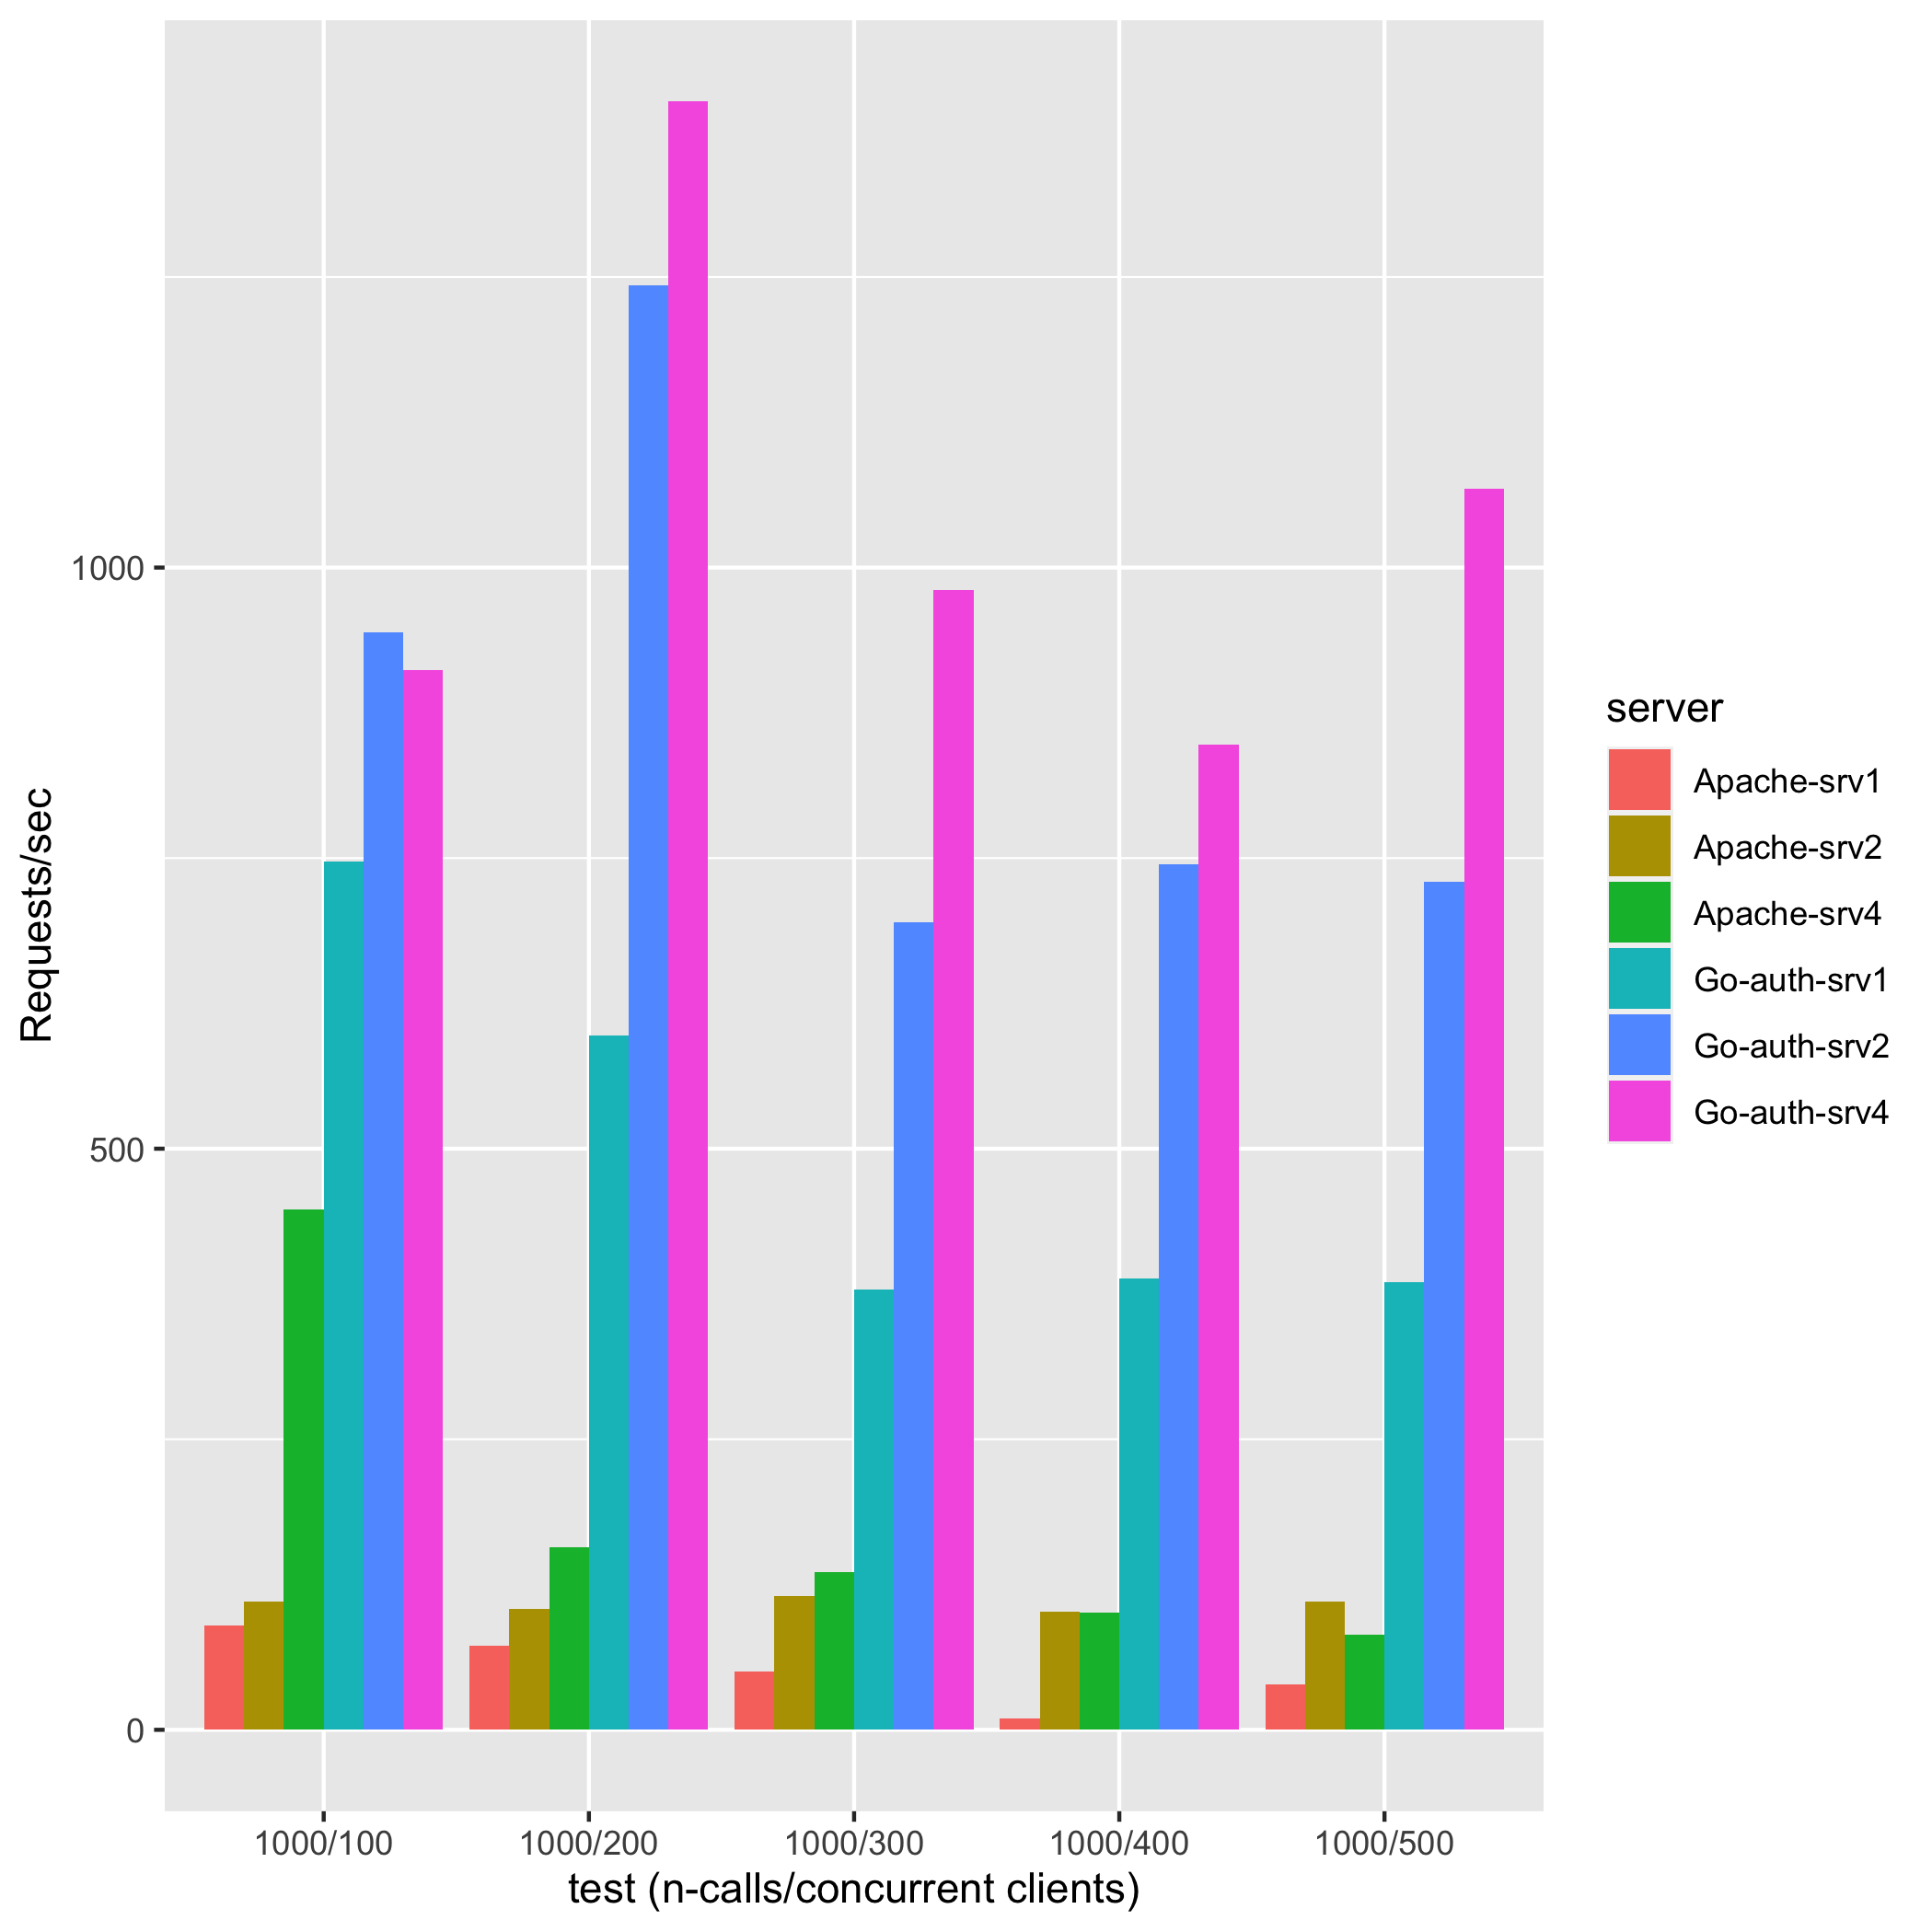 Requests/sec
1000
500
0
1000/100 1000/200 1000/300 1000/400 1000/500
test (n-calls/concurrent clients)
server
Apache-srv1
Apache-srv2
Apache-srv4
Go-auth-srv1
Go-auth-srv2
Go-auth-srv4